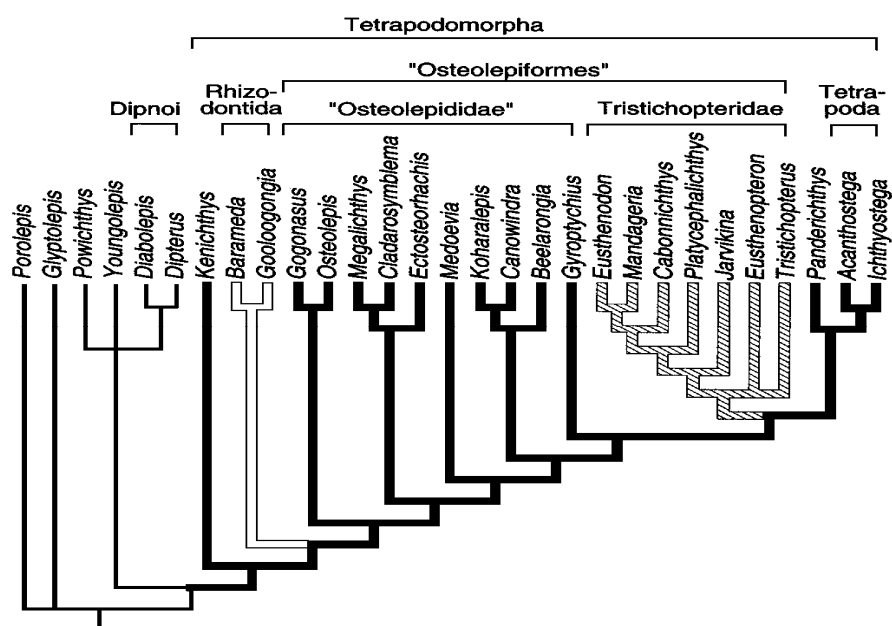 Tetrapodomorpha
"Osteolepiformes"
Rhizo-
dontida
Tetra-
poda
Dipnoi
"Osteolepididae"
Tristichopteridae
Porolepis
Glyptolepis
Powichthys
Youngolepis
Diabolepis
Dipterus
Kenichthys
Barameda
Gooloogongia
Gogonasus
Osteolepis
Megalichthys
Cladarosymblema
Ectosteorhachis
Medoevia
Koharalepis
Canowindra
Beelarongia
Gyroptychius
Eusthenodon
Mandageria
Cabonnichthys
Platycephalichthys
Jarvikina
Eusthenopteron
Tristichopterus
Panderichthys
Acanthostega
Ichthyostega